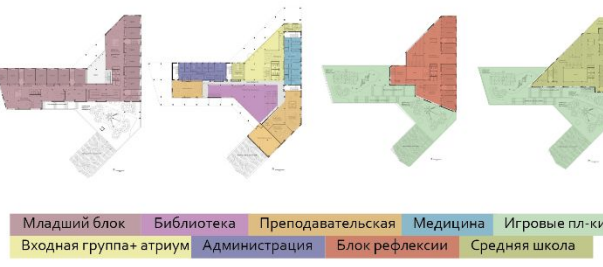 Младший блок Библиотека Преподавательская Медицина Игровые пл-ки
Входная группа+ атриум Администрация Блок рефлексии Средняя школа